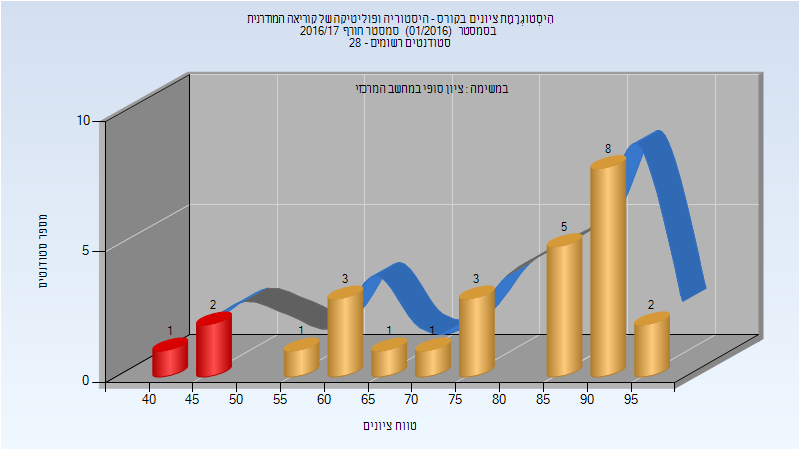 הִיסְטוֹגְרַמַת ציונים בקורס - היסטוריה ופוליטיקה של קוריאה המודרנית
בסמסטר (01/2016) סמסטר חורף 2016/17
סטודנטים רשומים - 28
במשימה : ציון סופי במחשב המרכזי
מספר סטודנטים
10
5
0
1
2
1
3
1
1
3
5
8
2
40 45 50 55 60 65 70 75 80 85 90 95
טווח ציונים